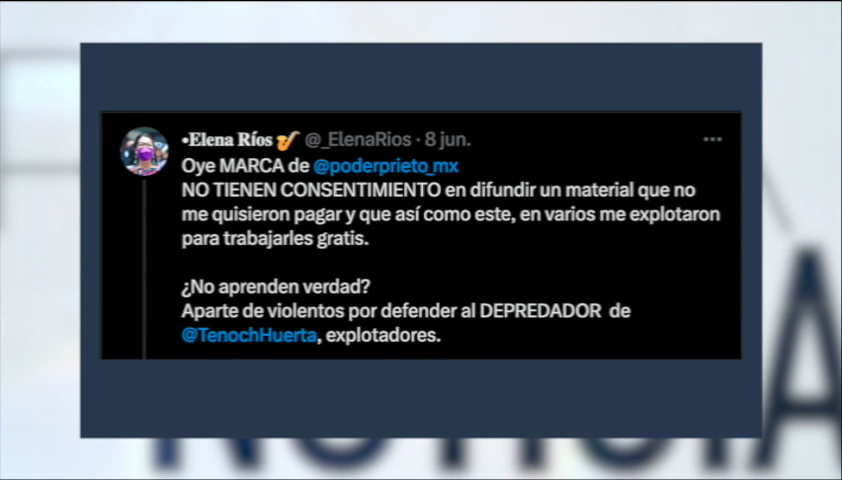 •Elena Ríos🎷 @_ElenaRios · 8 jun.
Oye MARCA de @poderprieto_mx
NO TIENEN CONSENTIMIENTO en difundir un material que no
me quisieron pagar y que así como este, en varios me explotaron
para trabajarles gratis.
¿No aprenden verdad?
Aparte de violentos por defender al DEPREDADOR de
@TenochHuerta, explotadores.